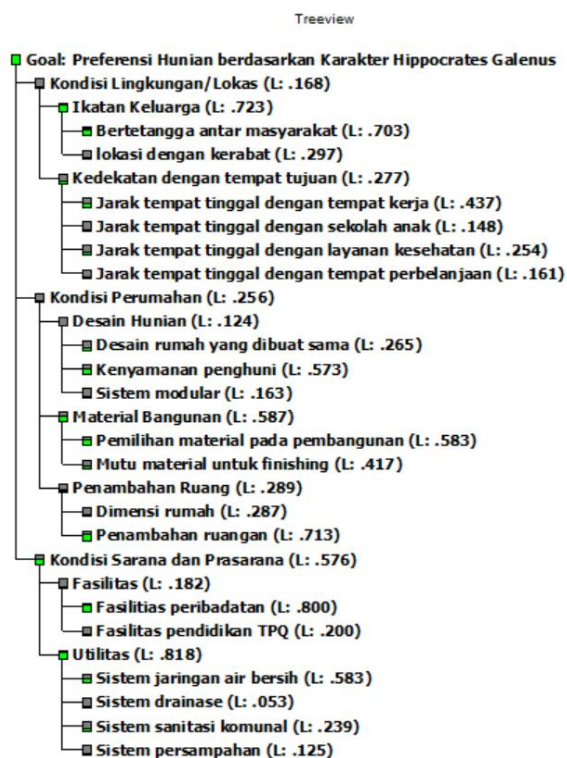 Treeview
Goal: Preferensi Hunian berdasarkan Karakter Hippocrates Galenus
Kondisi Lingkungan/Lokas (L: .168)
Ikatan Keluarga (L: .723)
Bertetangga antar masyarakat (L: .703)
lokasi dengan kerabat (L: .297)
Kedekatan dengan tempat tujuan (L: .277)
Jarak tempat tinggal dengan tempat kerja (L: .437)
Jarak tempat tinggal dengan sekolah anak (L: .148)
Jarak tempat tinggal dengan layanan kesehatan (L: .254)
Jarak tempat tinggal dengan tempat perbelanjaan (L: .161)
Kondisi Perumahan (L: .256)
Desain Hunian (L: .124)
Desain rumah yang dibuat sama (L: .265)
Kenyamanan penghuni (L: .573)
Sistem modular (L: .163)
Material Bangunan (L: .587)
Pemilihan material pada pembangunan (L: .583)
Mutu material untuk finishing (L: .417)
Penambahan Ruang (L: .289)
Dimensi rumah (L: .287)
Penambahan ruangan (L: .713)
Kondisi Sarana dan Prasarana (L: .576)
Fasilitas (L: .182)
Fasilitias peribadatan (L: .800)
Fasilitas pendidikan TPQ (L: .200)
Utilitas (L: .818)
Sistem jaringan air bersih (L: .583)
Sistem drainase (L: .053)
Sistem sanitasi komunal (L: .239)
Sistem persampahan (L: .125)